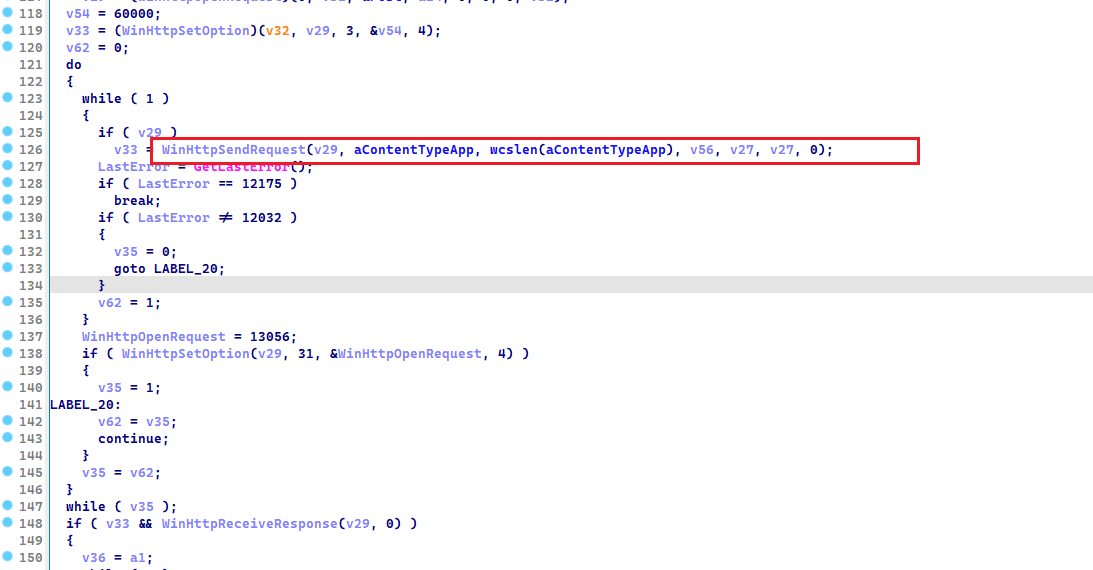 118 v54 = 60000;
119 v33 = (WinHttpSetOption)(v32, v29, 3, &v54, 4);
120 v62 = 0;
121 do
122 {
123 while ( 1 )
124 {
125 if ( v29 )
126 v33 = WinHttpSendRequest(v29, aContentTypeApp, wcslen(aContentTypeApp), v56, v27, v27, 0);
127 LastError = GetLastError();
128 if ( LastError == 12175 )
129 break;
130 if ( LastError ≠ 12032 )
131 {
132 v35 = 0;
133 goto LABEL_20;
134 }
135 v62 = 1;
136 }
137 WinHttpOpenRequest = 13056;
138 if ( WinHttpSetOption(v29, 31, &WinHttpOpenRequest, 4) )
139 {
140 v35 = 1;
141 LABEL_20:
142 v62 = v35;
143 continue;
144 }
145 v35 = v62;
146 }
147 while ( v35 );
148 if ( v33 && WinHttpReceiveResponse(v29, 0) )
149 {
150 v36 = a1;